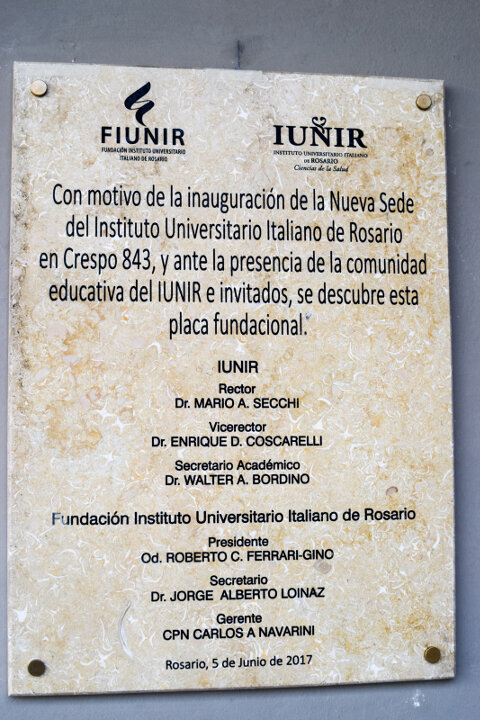 FIUNIR
FUNDACIÓN INSTITUTO UNIVERSITARIO
ITALIANO DE ROSARIO
IUNIR
INSTITUTO UNIVERSITARIO ITALIANO
DE ROSARIO
Ciencias de la Salud
Con motivo de la inauguración de la Nueva Sede
del Instituto Universitario Italiano de Rosario
en Crespo 843, y ante la presencia de la comunidad
educativa del IUNIR e invitados, se descubre esta
placa fundacional.
IUNIR
Rector
Dr. MARIO A. SECCHI
Vicerector
Dr. ENRIQUE D. COSCARELLI
Secretario Académico
Dr. WALTER A. BORDINO
Fundación Instituto Universitario Italiano de Rosario
Presidente
Od. ROBERTO C. FERRARI-GINO
Secretario
Dr. JORGE ALBERTO LOINAZ
Gerente
CPN CARLOS A NAVARINI
Rosario, 5 de Junio de 2017